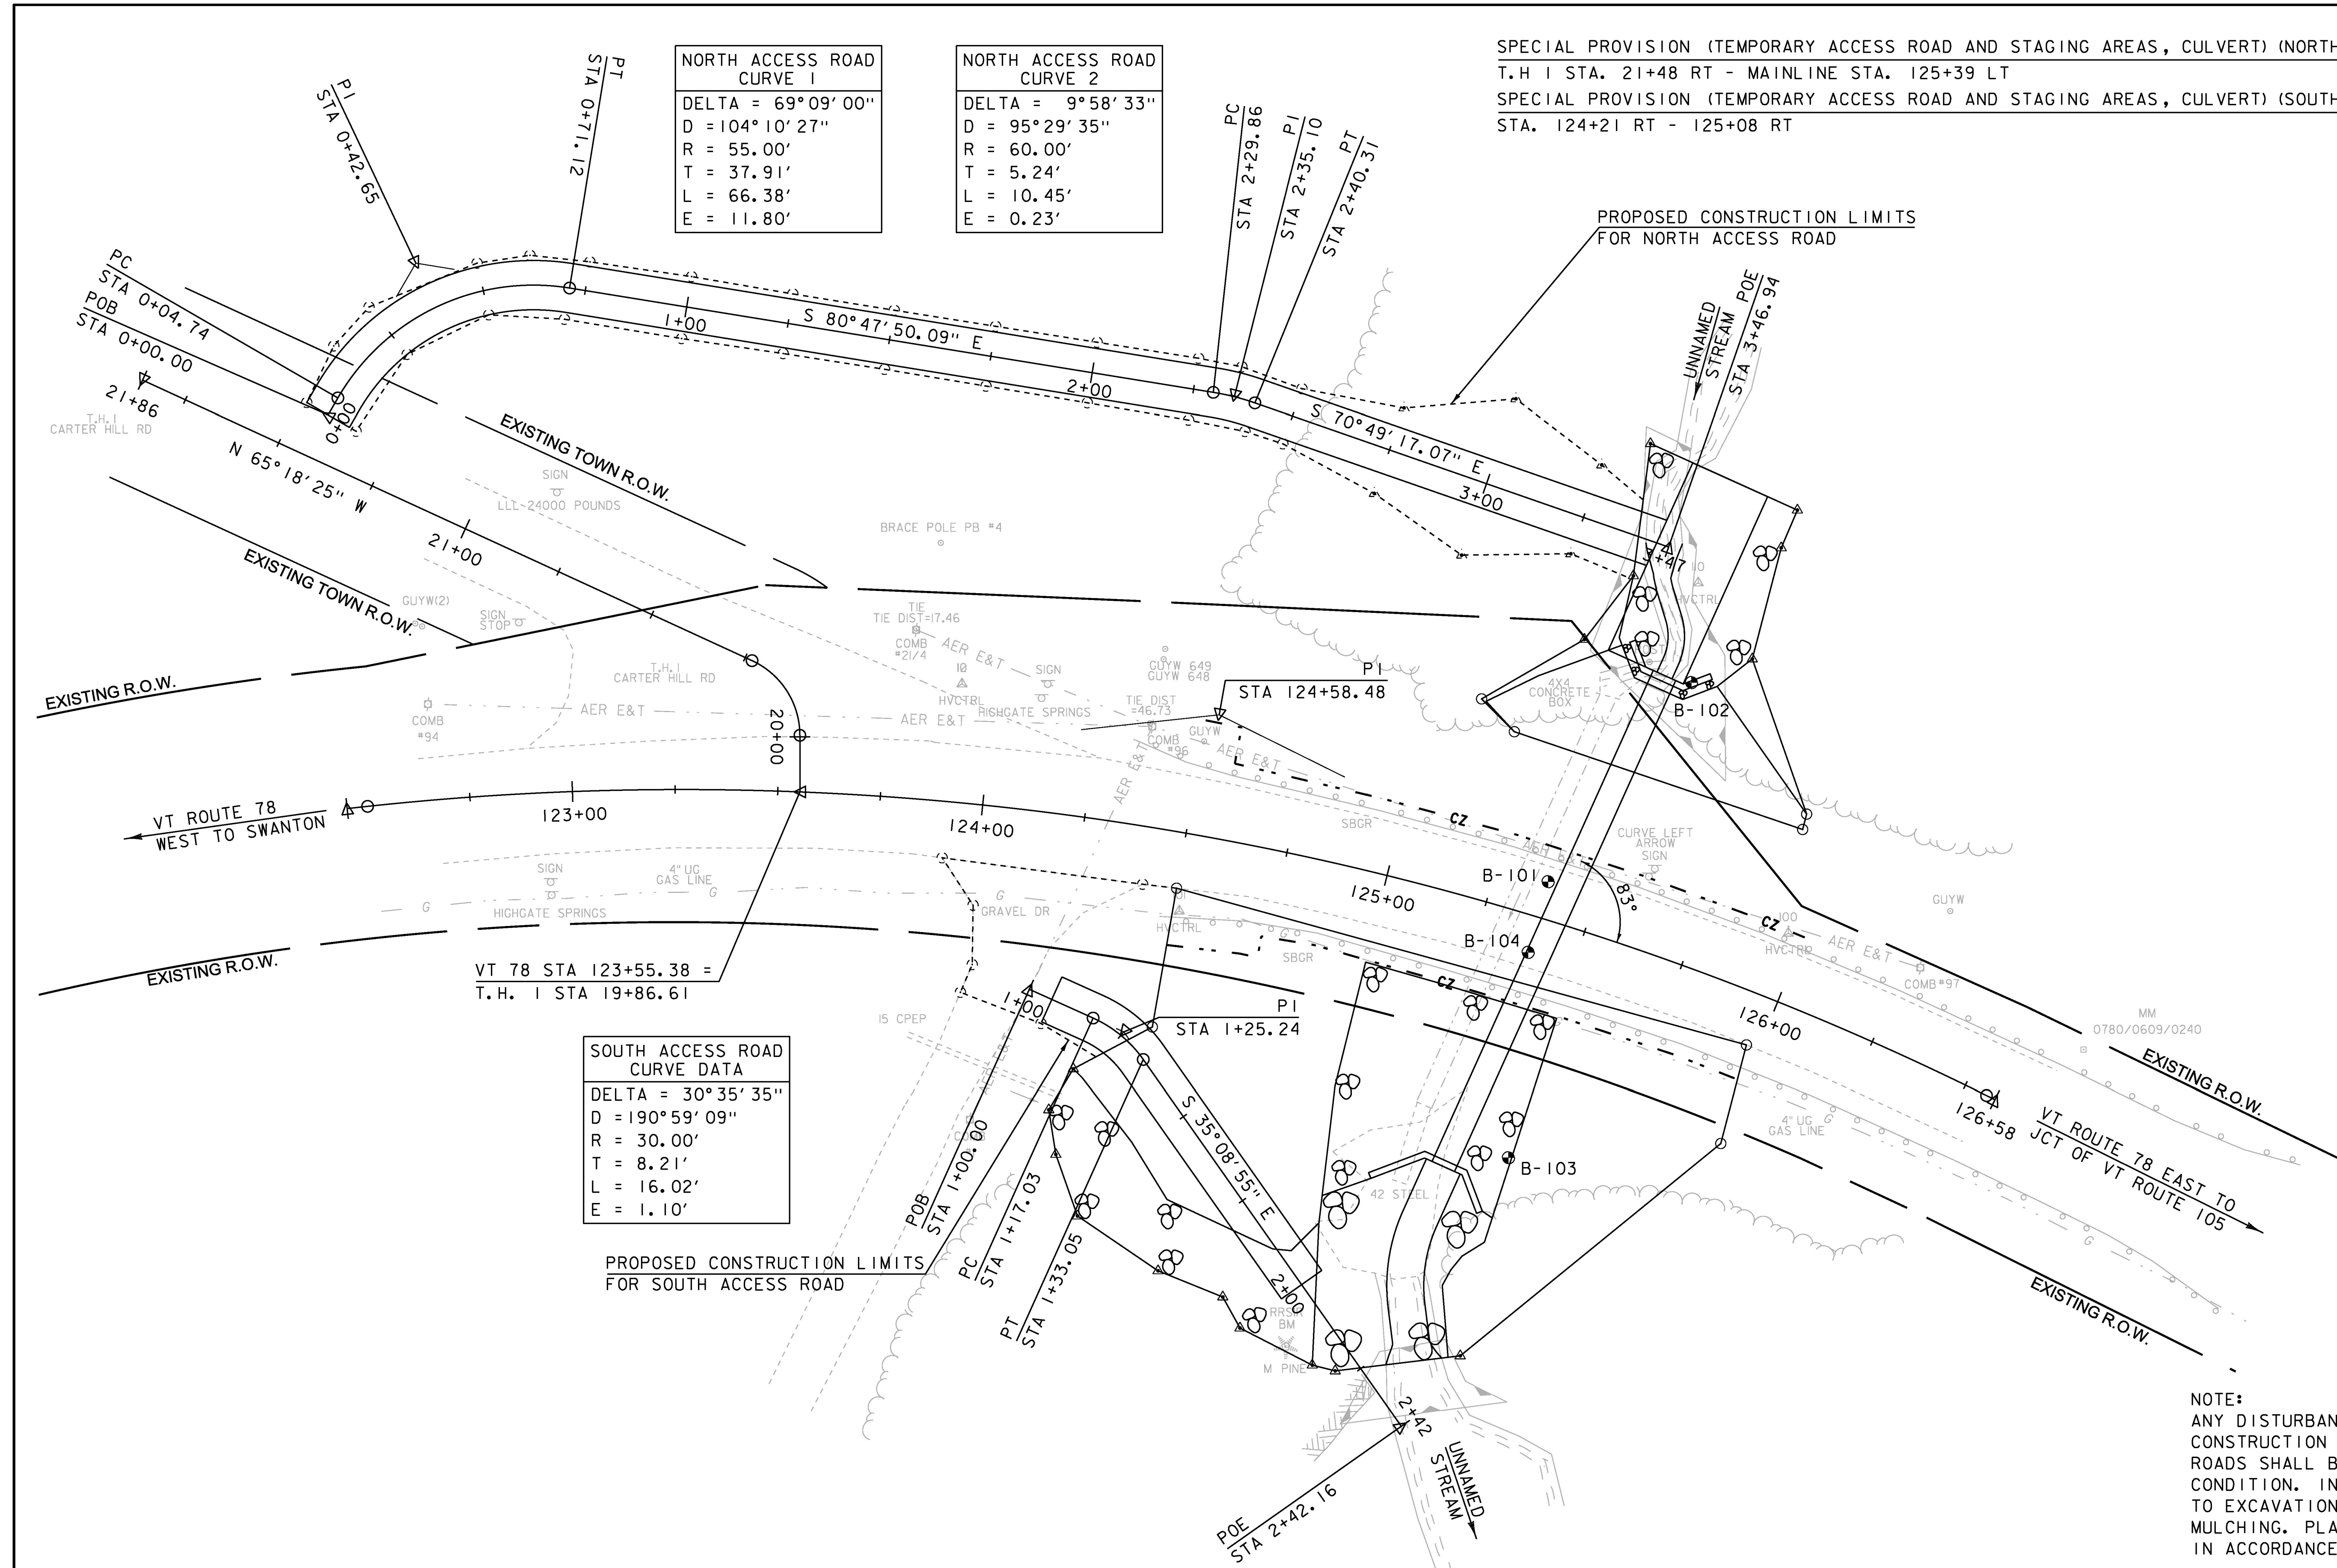 SPECIAL PROVISION (TEMPORARY ACCESS ROAD AND STAGING AREAS, CULVERT) (NORTH
T.H 1 STA. 21+48 RT - MAINLINE STA. 125+39 LT
SPECIAL PROVISION (TEMPORARY ACCESS ROAD AND STAGING AREAS, CULVERT) (SOUTH
STA. 124+21 RT - 125+08 RT
NORTH ACCESS ROAD
CURVE 1
DELTA = 69°09'00"
D =104°10'27"
R = 55.00'
T = 37.91'
L = 66.38'
E = 11.80'
NORTH ACCESS ROAD
CURVE 2
DELTA = 9°58'33"
D = 95°29'35"
R = 60.00'
T = 5.24'
L = 10.45'
E = 0.23'
PI
STA 0+42.65
PT
STA 0+71.12
PC
STA 2+29.86
PI
STA 2+35.10
PT
STA 2+40.31
PROPOSED CONSTRUCTION LIMITS
FOR NORTH ACCESS ROAD
PC
STA 0+04.74
POB
STA 0+00.00
UNNAMED
STREAM
POE
STA 3+46.94
21+86
T.H.1
CARTER HILL RD
0+00
1+00
S 80°47'50.09" E
2+00
S 70°49'17.07" E
3+00
3+47
N 65°18'25" W
EXISTING TOWN R.O.W.
SIGN
LLL-24000 POUNDS
BRACE POLE PB #4
21+00
EXISTING TOWN R.O.W.
GUYW(2)
SIGN
STOP
TIE
TIE DIST=17.46
COMB
#21/4
AER E&T
10
HVCTRL
T.H.1
CARTER HILL RD
10
HVCTRL
SIGN
HIGHGATE SPRINGS
GUYW 649
GUYW 648
PI
STA 124+58.48
4X4
CONCRETE
BOX
B-102
EXISTING R.O.W.
COMB
#94
AER E&T
AER E&T
TIE DIST
=46.73
COMB
#96
GUYW
AER E&T
AER E&T
20+00
VT ROUTE 78
WEST TO SWANTON
123+00
124+00
SBGR
CZ
AER E&T
CURVE LEFT
ARROW
SIGN
SIGN
HIGHGATE SPRINGS
4" UG
GAS LINE
G
G
G
GRAVEL DR
HVCTRL
125+00
B-101
83°
GUYW
CZ
100
HVCTRL
AER E&T
COMB #97
EXISTING R.O.W.
VT 78 STA 123+55.38 =
T.H. 1 STA 19+86.61
G
SBGR
CZ
B-104
126+00
MM
0780/0609/0240
15 CPEP
1+00
PI
STA 1+25.24
EXISTING R.O.W.
SOUTH ACCESS ROAD
CURVE DATA
DELTA = 30°35'35"
D =190°59'09"
R = 30.00'
T = 8.21'
L = 16.02'
E = 1.10'
S 35°08'55" E
126+58
VT ROUTE 78 EAST TO
JCT OF VT ROUTE 105
4" UG
GAS LINE
G
B-103
42 STEEL
POB
STA 1+00.00
PC
STA 1+17.03
PT
STA 1+33.05
PROPOSED CONSTRUCTION LIMITS
FOR SOUTH ACCESS ROAD
2+00
BM
M PINE
G
EXISTING R.O.W.
2+42
UNNAMED
STREAM
POE
STA 2+42.16
NOTE:
ANY DISTURBAN
CONSTRUCTION
ROADS SHALL B
CONDITION. IN
TO EXCAVATION
MULCHING. PLA
IN ACCORDANCE